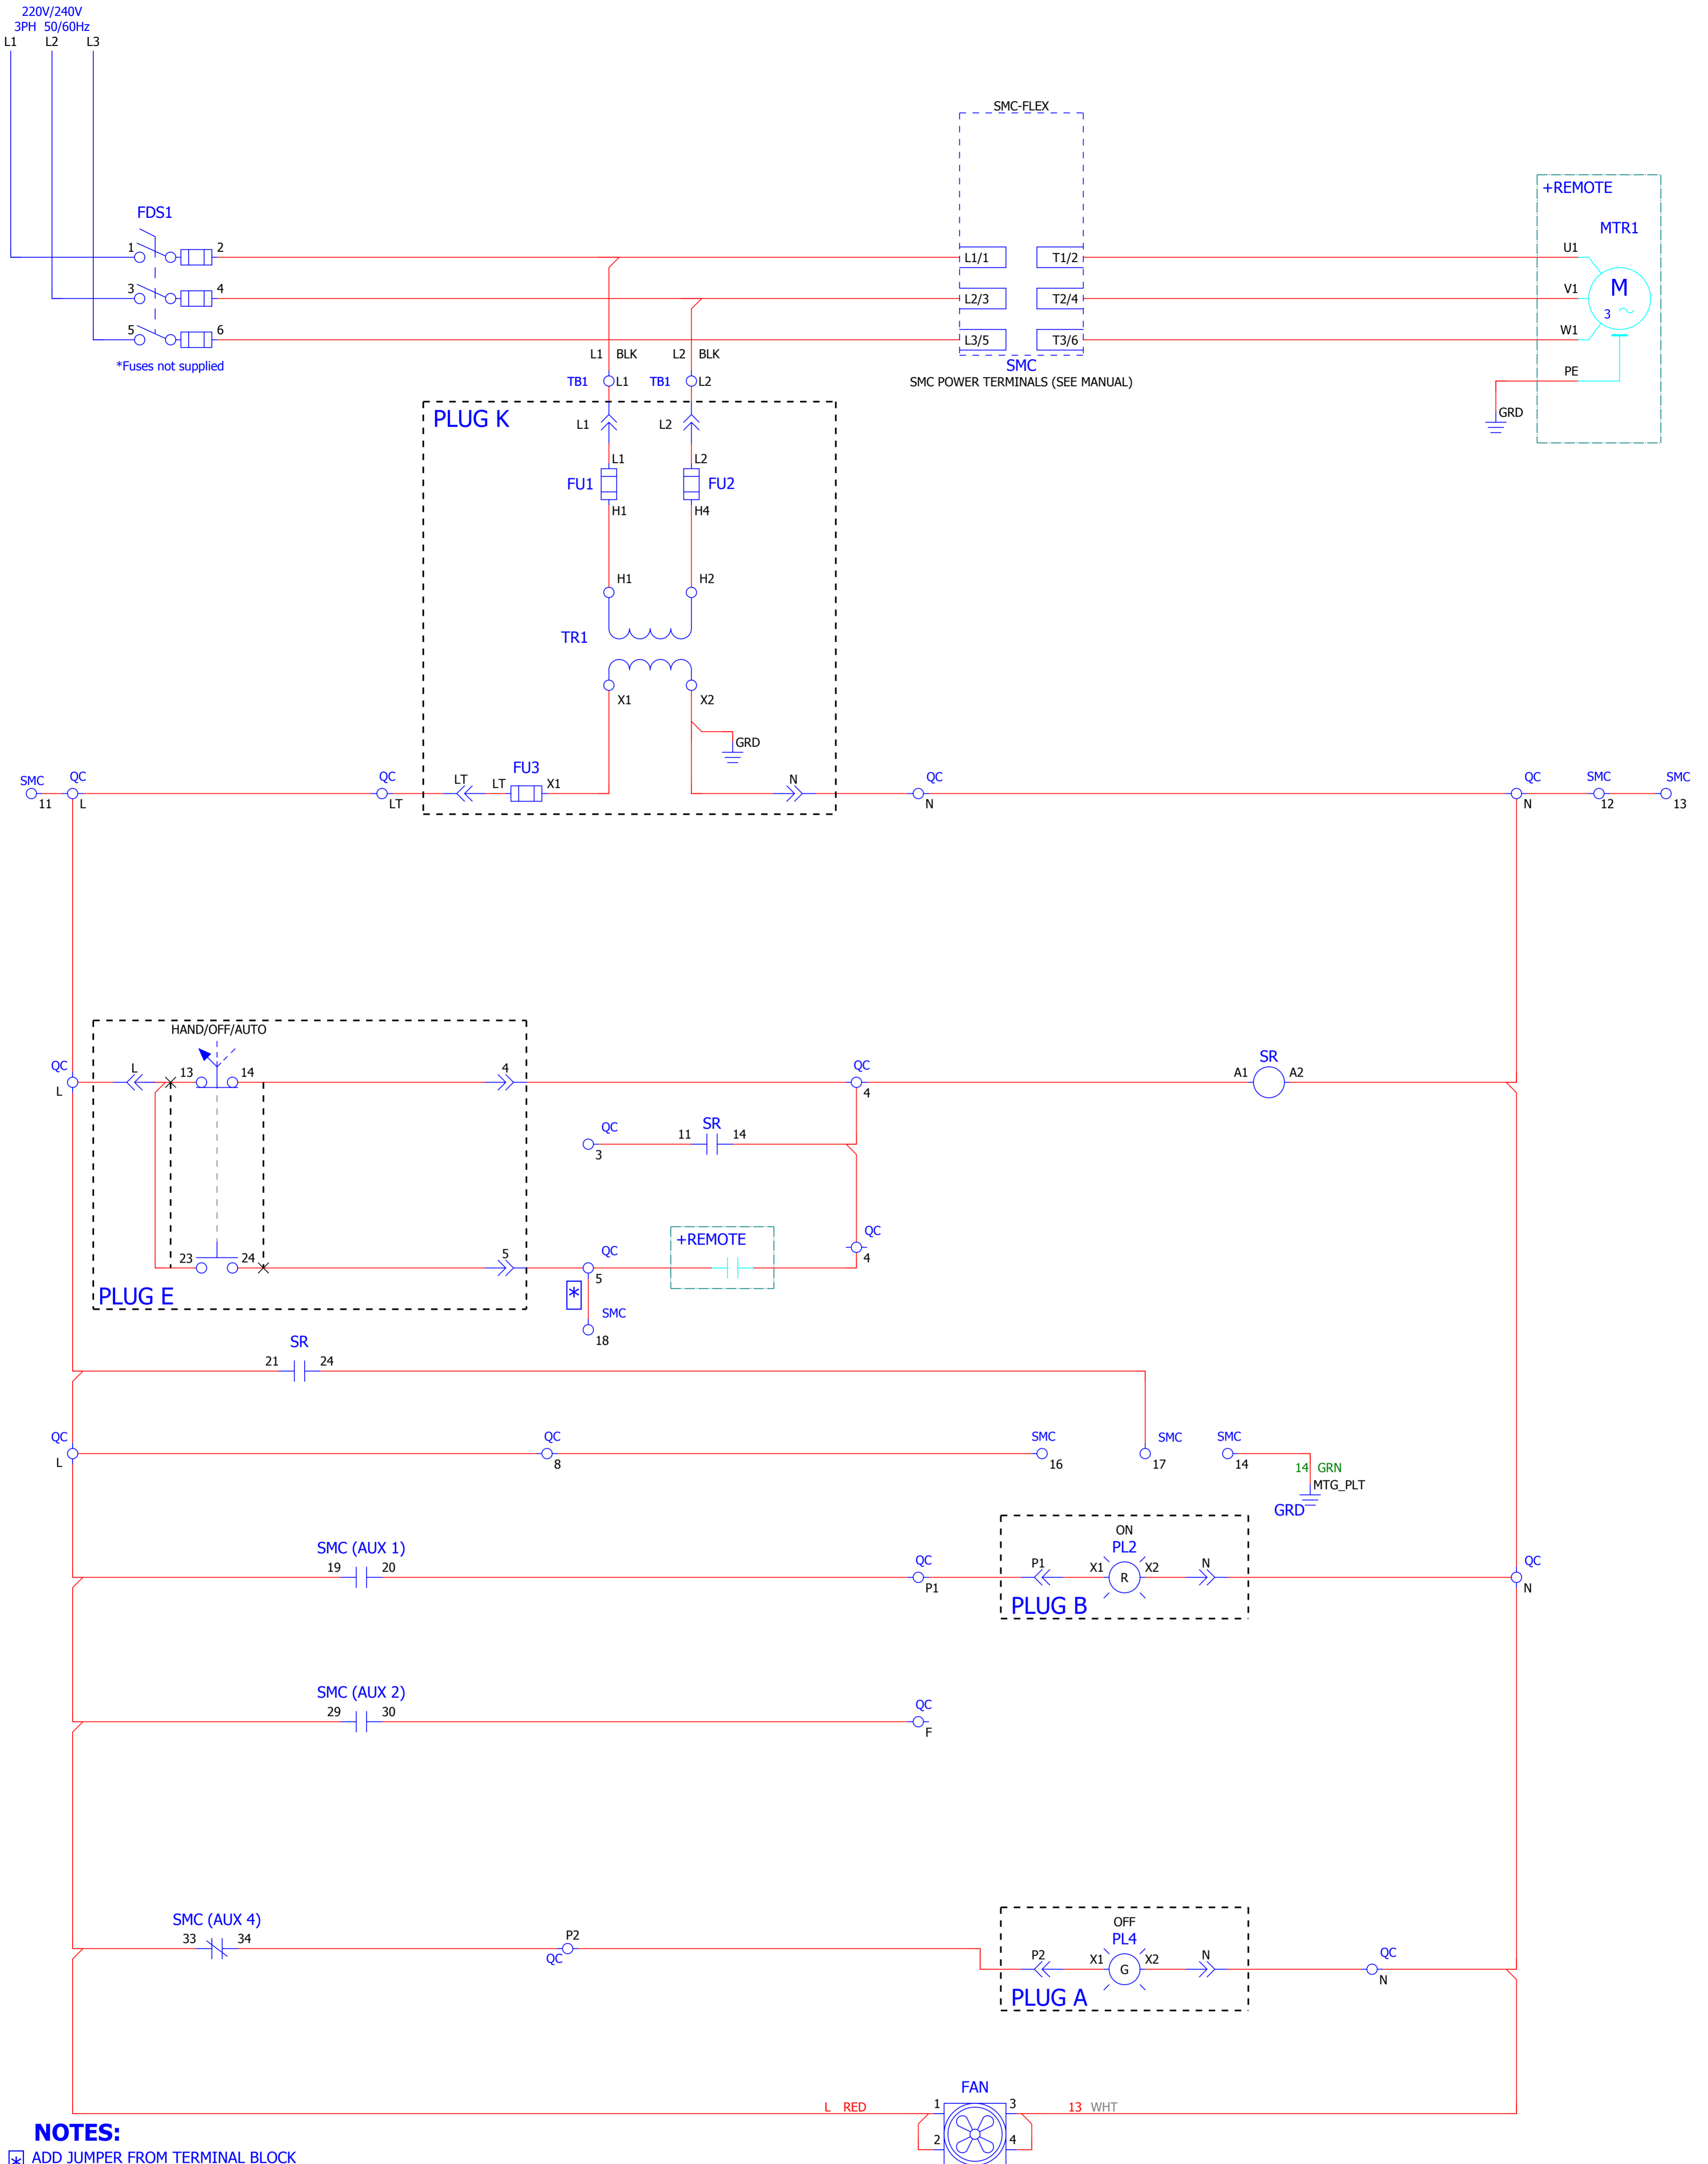 220V/240V
3PH 50/60Hz
L1 L2 L3
SMC-FLEX
+REMOTE
FDS1
MTR1
1 2
L1/1 T1/2
U1
3 4
L2/3 T2/4
V1
M
3
5 6
L3/5 T3/6
W1
*Fuses not supplied
L1 BLK L2 BLK
SMC
SMC POWER TERMINALS (SEE MANUAL)
PE
TB1 L1 TB1 L2
GRD
PLUG K
L1 L2
L1 L2
FU1 FU2
H1 H4
H1 H2
TR1
X1 X2
GRD
SMC QC QC LT LT FU3 X1 N QC QC SMC SMC
11 L LT N N 12 13
HAND/OFF/AUTO
QC L 13 14 4 QC A1 SR A2
L 4
QC 11 SR 14
3
+REMOTE
QC
4
23 24 5 QC
5
PLUG E
*
SMC
18
SR
21 24
QC QC SMC SMC SMC
L 8 16 17 14
14 GRN
MTG_PLT
GRD
ON
SMC (AUX 1)
PL2
19 20 QC P1 X1 R X2 N QC
P1 N
PLUG B
SMC (AUX 2)
29 30 QC
F
OFF
SMC (AUX 4)
PL4
33 34 P2
QC
P2 X1 G X2 N QC
N
PLUG A
FAN
L RED 1 3 13 WHT
2 4
NOTES:
* ADD JUMPER FROM TERMINAL BLOCK